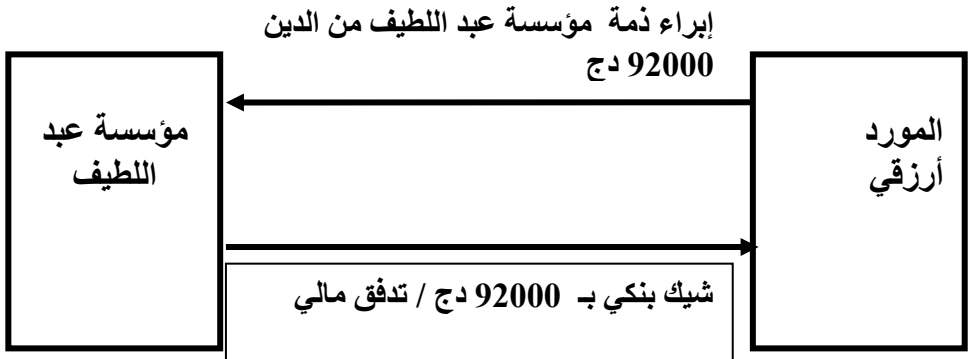 إبراء ذمة مؤسسة عبد اللطيف من الدين
92000 دج
المورد
أرزقي
مؤسسة عبد
اللطيف
شيك بنكي بـ 92000 دج / تدفق مالي